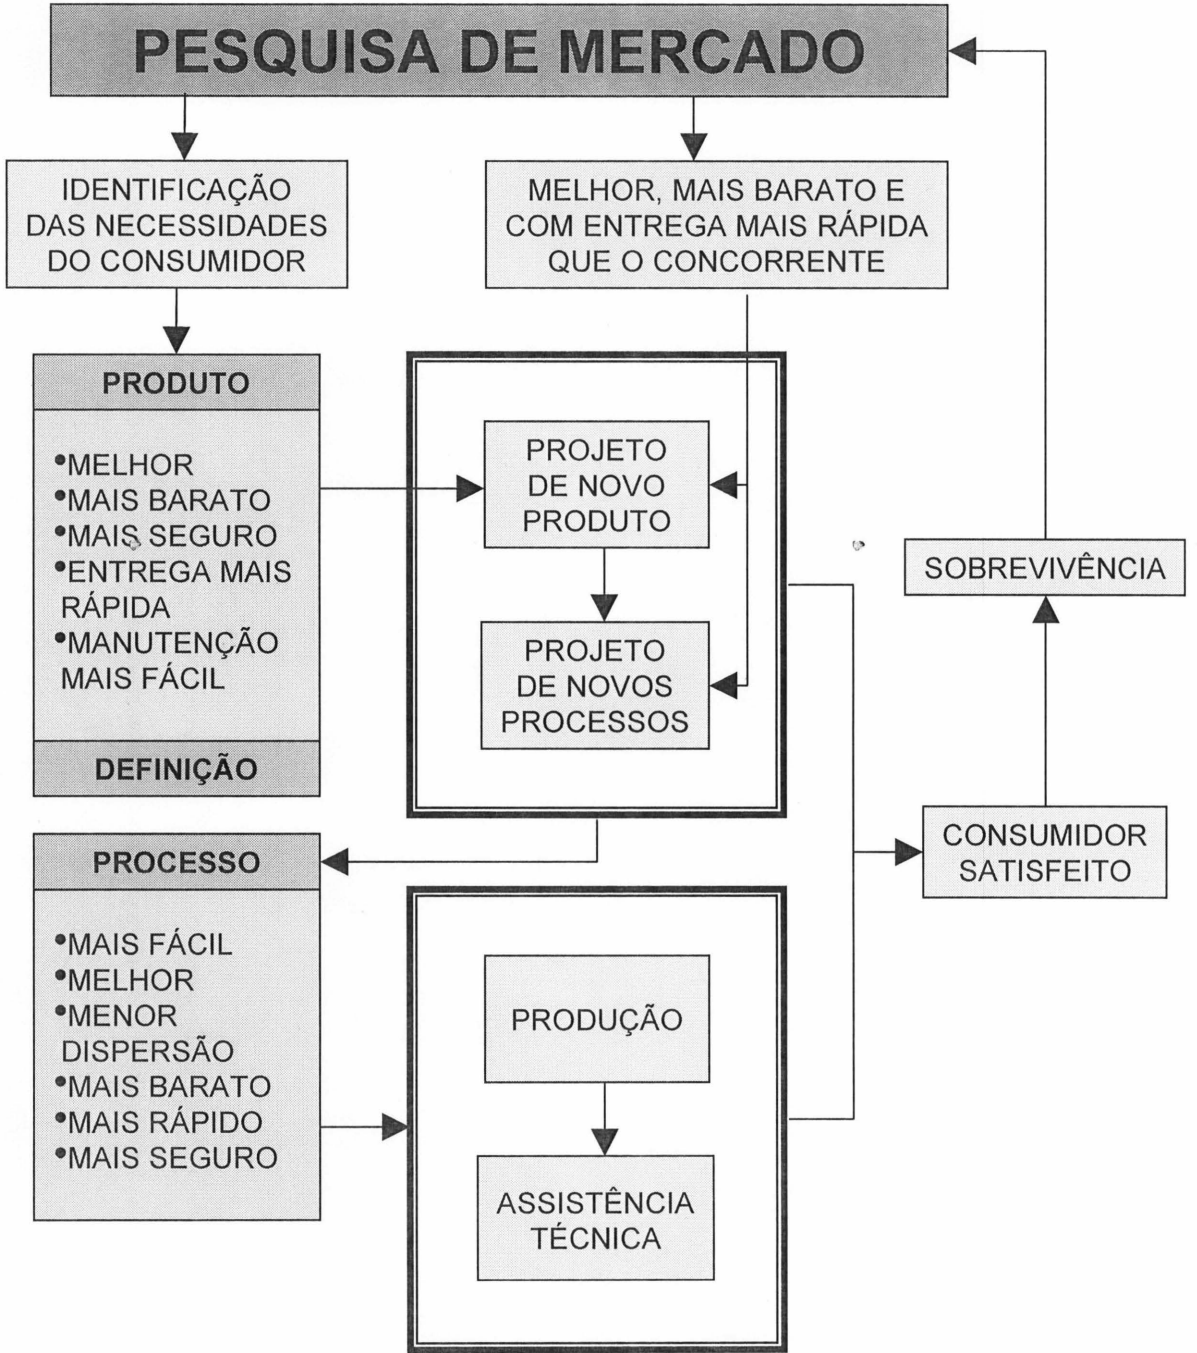 PESQUISA DE MERCADO
IDENTIFICAÇÃO
DAS NECESSIDADES
DO CONSUMIDOR
MELHOR, MAIS BARATO E
COM ENTREGA MAIS RÁPIDA
QUE O CONCORRENTE
PRODUTO
•MELHOR
•MAIS BARATO
•MAIS SEGURO
•ENTREGA MAIS
RÁPIDA
•MANUTENÇÃO
MAIS FÁCIL
DEFINIÇÃO
PROJETO
DE NOVO
PRODUTO
PROJETO
DE NOVOS
PROCESSOS
SOBREVIVÊNCIA
CONSUMIDOR
SATISFEITO
PROCESSO
•MAIS FÁCIL
•MELHOR
•MENOR
DISPERSÃO
•MAIS BARATO
•MAIS RÁPIDO
•MAIS SEGURO
PRODUÇÃO
ASSISTÊNCIA
TÉCNICA